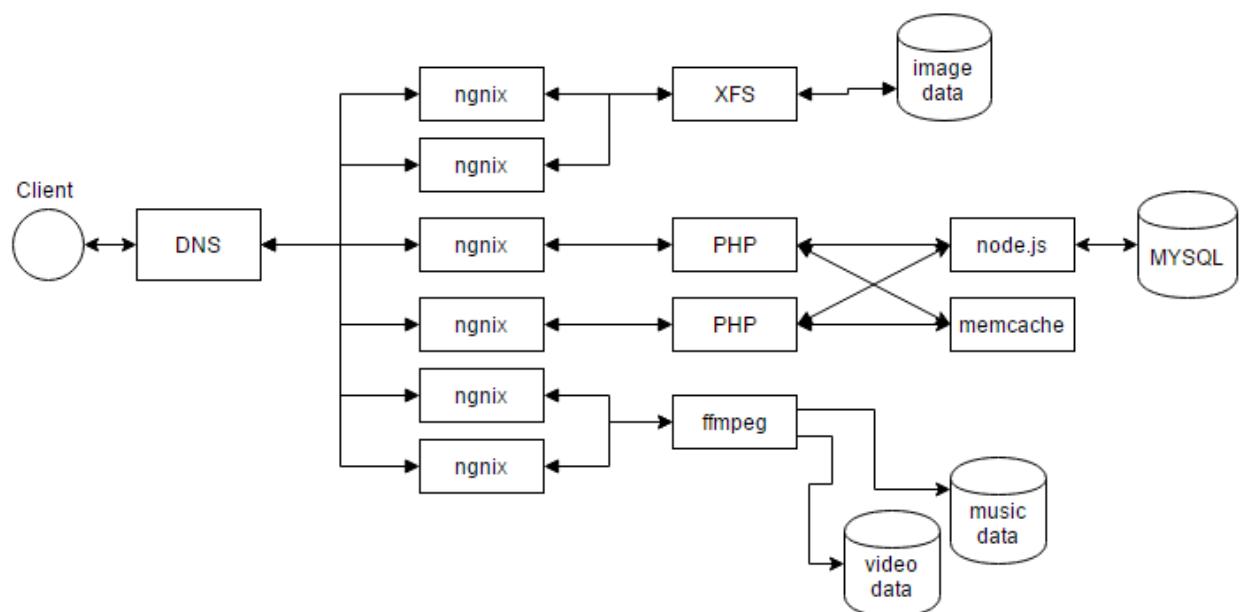 Client
DNS
ngnix
ngnix
ngnix
ngnix
ngnix
ngnix
XFS
PHP
PHP
ffmpeg
image
data
node.js
memcache
MYSQL
music
data
video
data